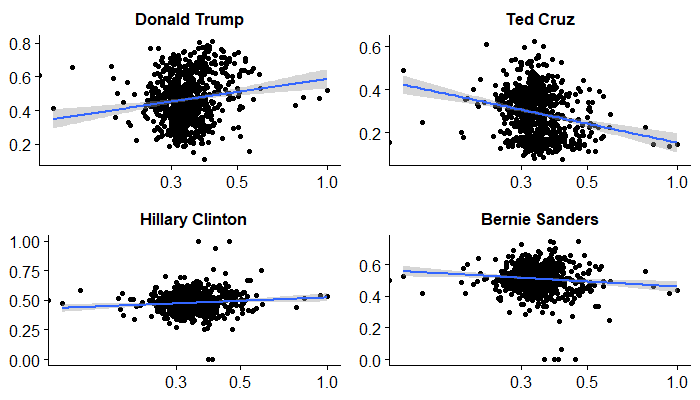 Donald Trump
0.8
0.6
0.4
0.2
0.3 0.5 1.0
Ted Cruz
0.6
0.4
0.2
0.3 0.5 1.0
Hillary Clinton
1.00
0.75
0.50
0.25
0.00
0.3 0.5 1.0
Bernie Sanders
0.6
0.4
0.2
0.0
0.3 0.5 1.0